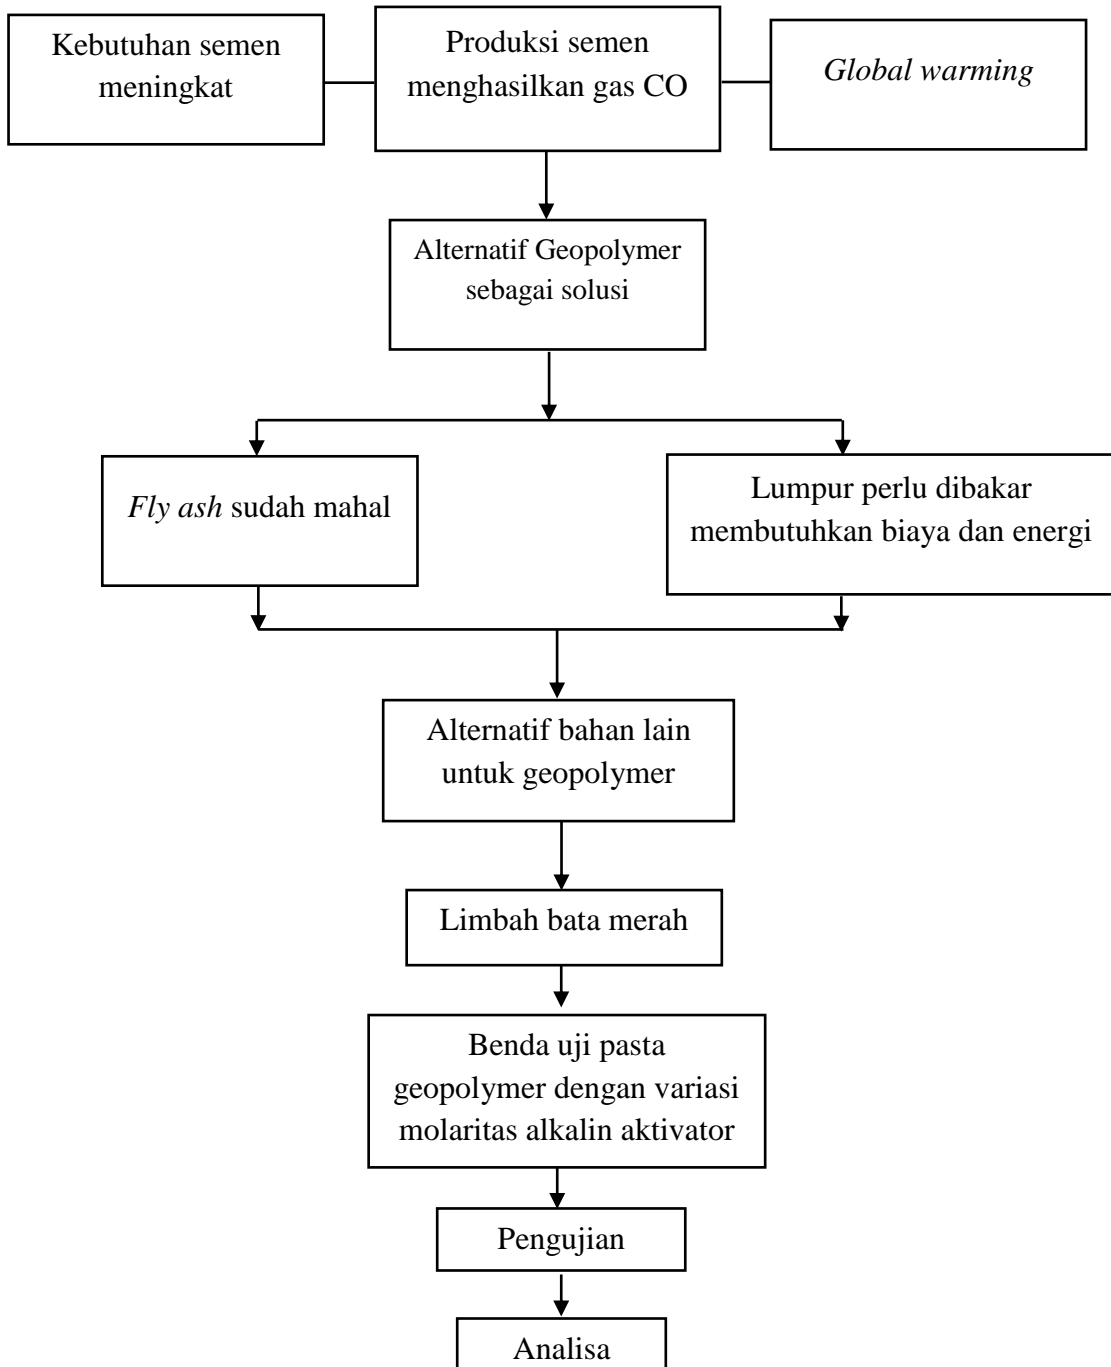 Kebutuhan semen
meningkat
Produksi semen
menghasilkan gas CO
Global warming
Alternatif Geopolymer
sebagai solusi
Fly ash sudah mahal
Lumpur perlu dibakar
membutuhkan biaya dan energi
Alternatif bahan lain
untuk geopolymer
Limbah bata merah
Benda uji pasta
geopolymer dengan variasi
molaritas alkalin aktivator
Pengujian
Analisa